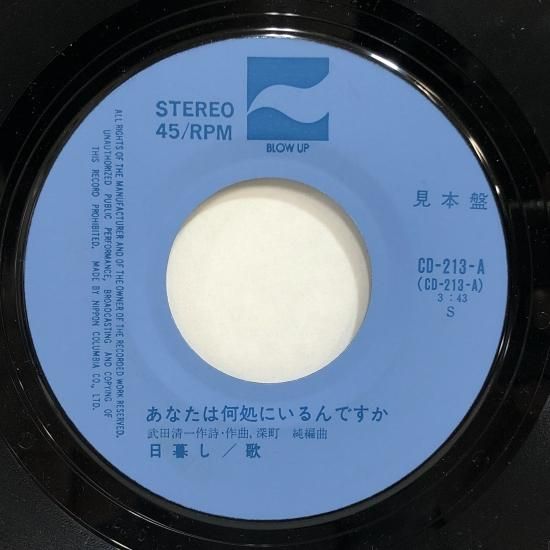 STEREO
45/RPM
BLOW UP
見本盤
CD-213-A
(CD-213-A)
3:43
S
ALL RIGHTS OF THE MANUFACTURER AND OF THE OWNER OF THE RECORDED WORK RESERVED.
UNAUTHORIZED PUBLIC PERFORMANCE, BROADCASTING AND COPYING OF
THIS RECORD PROHIBITED. MADE BY NIPPON COLUMBIA CO., LTD.
あなたは何処にいるんですか
武田清一作詩・作曲,深町 純編曲
日暮し/歌